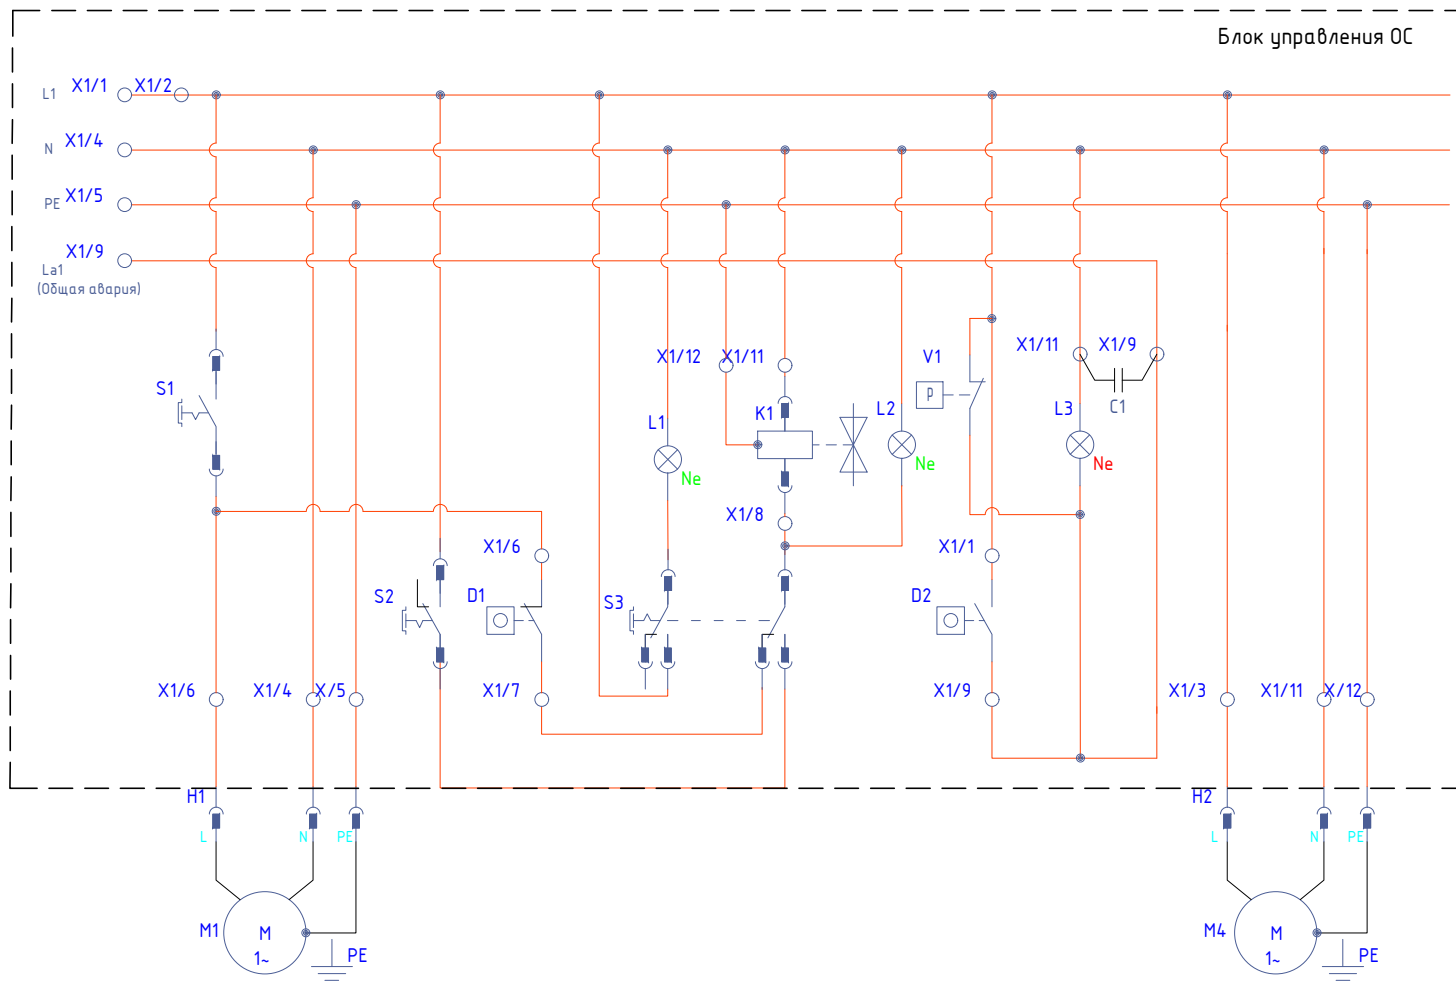 Блок управления ОС
L1 X1/1 X1/2
N X1/4
PE X1/5
X1/9
La1
(Общая авария)
X1/12 X1/11 V1 X1/11 X1/9
S1 K1 L2 L3 C1
P
L1
Ne Ne Ne
X1/8
X1/6 X1/1
S2 D1 S3 D2
X1/6 X1/4 X/5 X1/7 X1/9 X1/3 X1/11 X/12
H1 H2
L N PE L N PE
M1 M M4 M
1~ PE 1~ PE